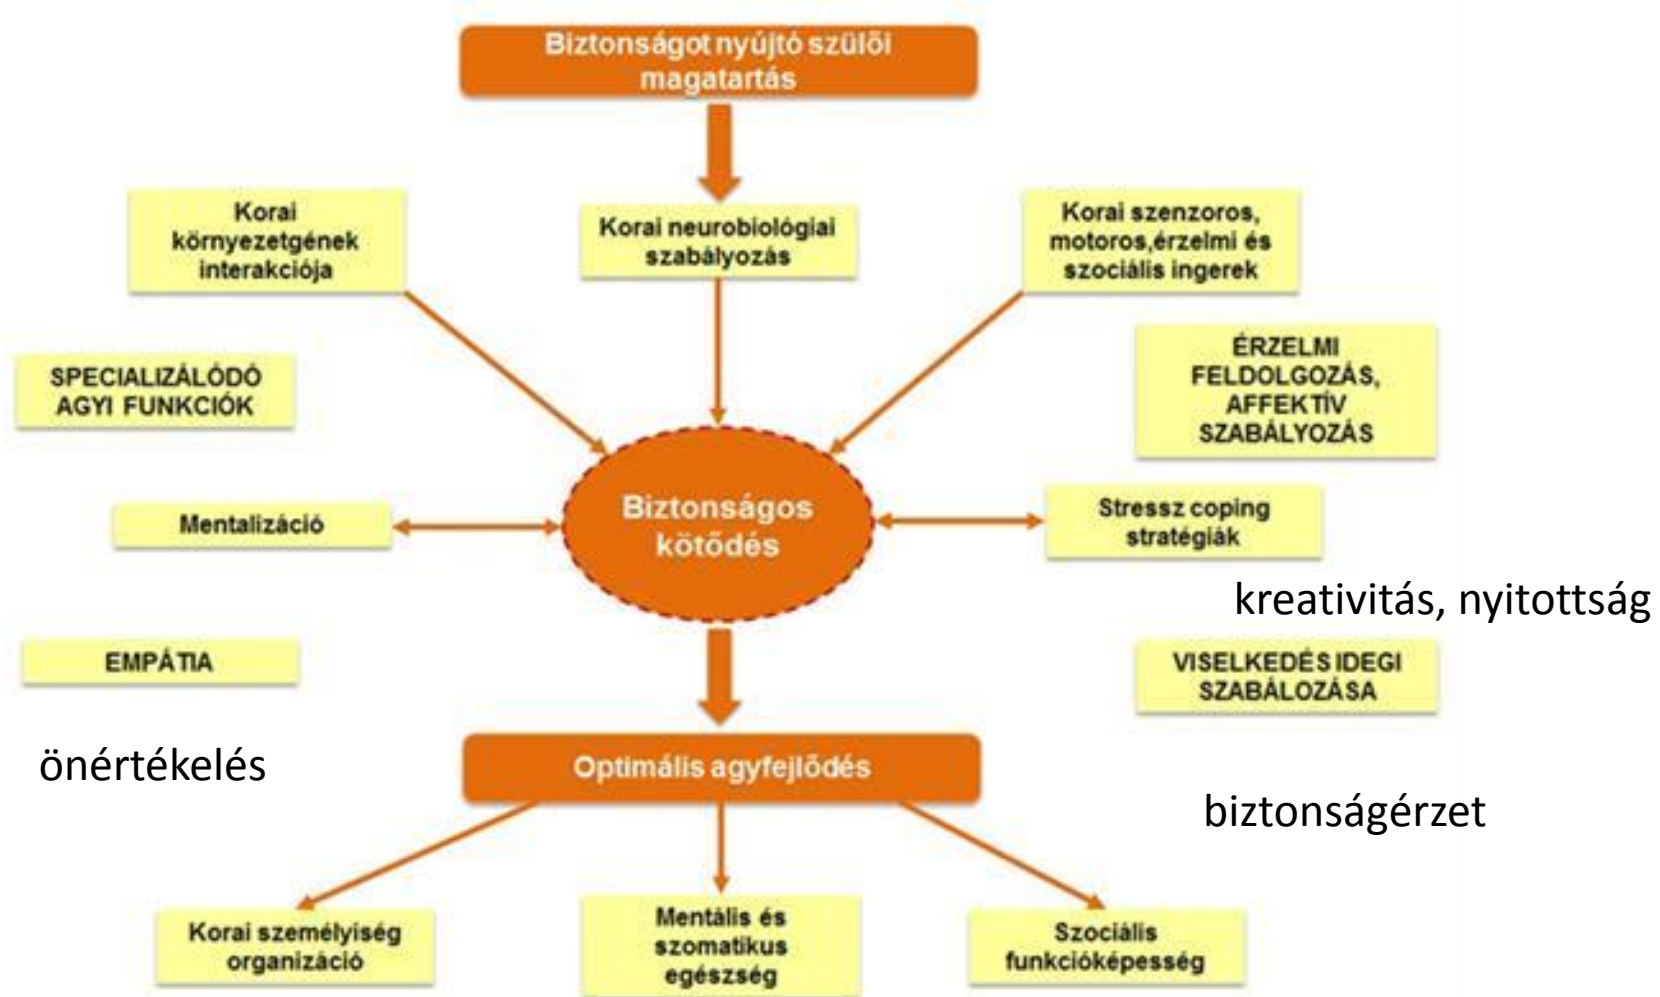 Biztonságot nyújtó szülői
magatartás
Korai
környezetgének
interakciója
Korai neurobiológiai
szabályozás
Korai szenzoros,
motoros,érzelmi és
szociális ingerek
SPECIALIZÁLÓDÓ
AGYI FUNKCIÓK
ÉRZELMI
FELDOLGOZÁS,
AFFEKTÍV
SZABÁLYOZÁS
Mentalizáció
Biztonságos
kötődés
Stressz coping
stratégiák
kreativitás, nyitottság
EMPÁTIA
VISELKEDÉS IDEGI
SZABÁLOZÁSA
önértékelés
Optimális agyfejlődés
biztonságérzet
Korai személyiség
organizáció
Mentális és
szomatikus
egészség
Szociális
funkcióképesség